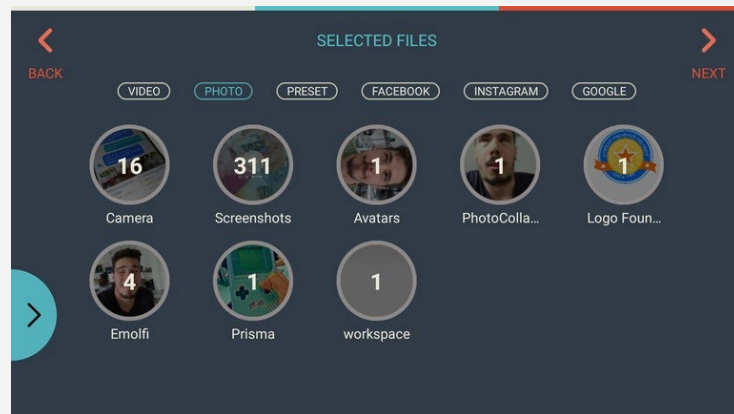 SELECTED FILES
BACK
NEXT
VIDEO
PHOTO
PRESET
FACEBOOK
INSTAGRAM
GOOGLE
16
311
1
1
1
Camera
Screenshots
Avatars
PhotoColla...
Logo Foun...
4
1
1
Emolfi
Prisma
workspace